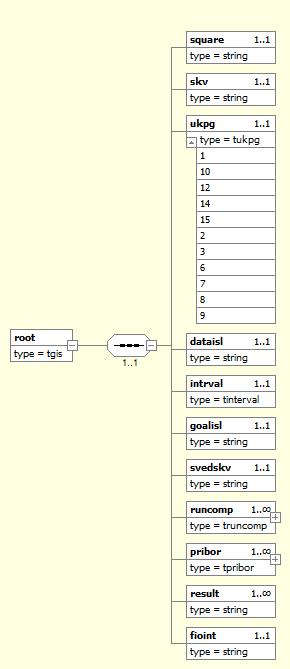 square 1..1
type = string
skv 1..1
type = string
ukpg 1..1
type = tukpg
1
10
12
14
15
2
3
6
7
8
9
root
type = tgis
1..1
dataisl 1..1
type = string
intrval 1..1
type = tinterval
goalisl 1..1
type = string
svedskv 1..1
type = string
runcomp 1..∞
type = truncomp
pribor 1..∞
type = tpribor
result 1..∞
type = string
fioint 1..1
type = string